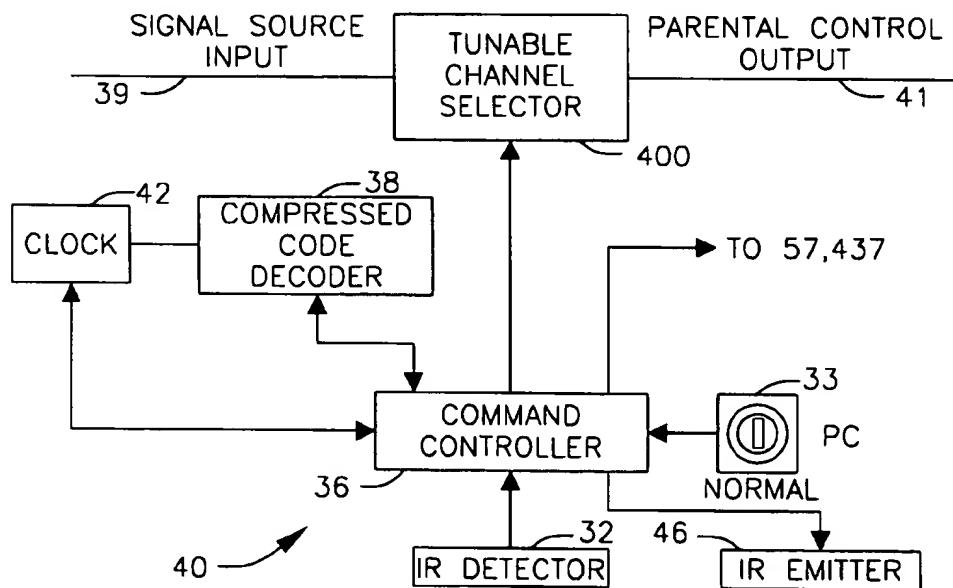 SIGNAL SOURCE
INPUT
39
TUNABLE
CHANNEL
SELECTOR
400
PARENTAL CONTROL
OUTPUT
41
42
CLOCK
38
COMPRESSED
CODE
DECODER
TO 57,437
COMMAND
CONTROLLER
36
33
PC
NORMAL
40
32
IR DETECTOR
46
IR EMITTER